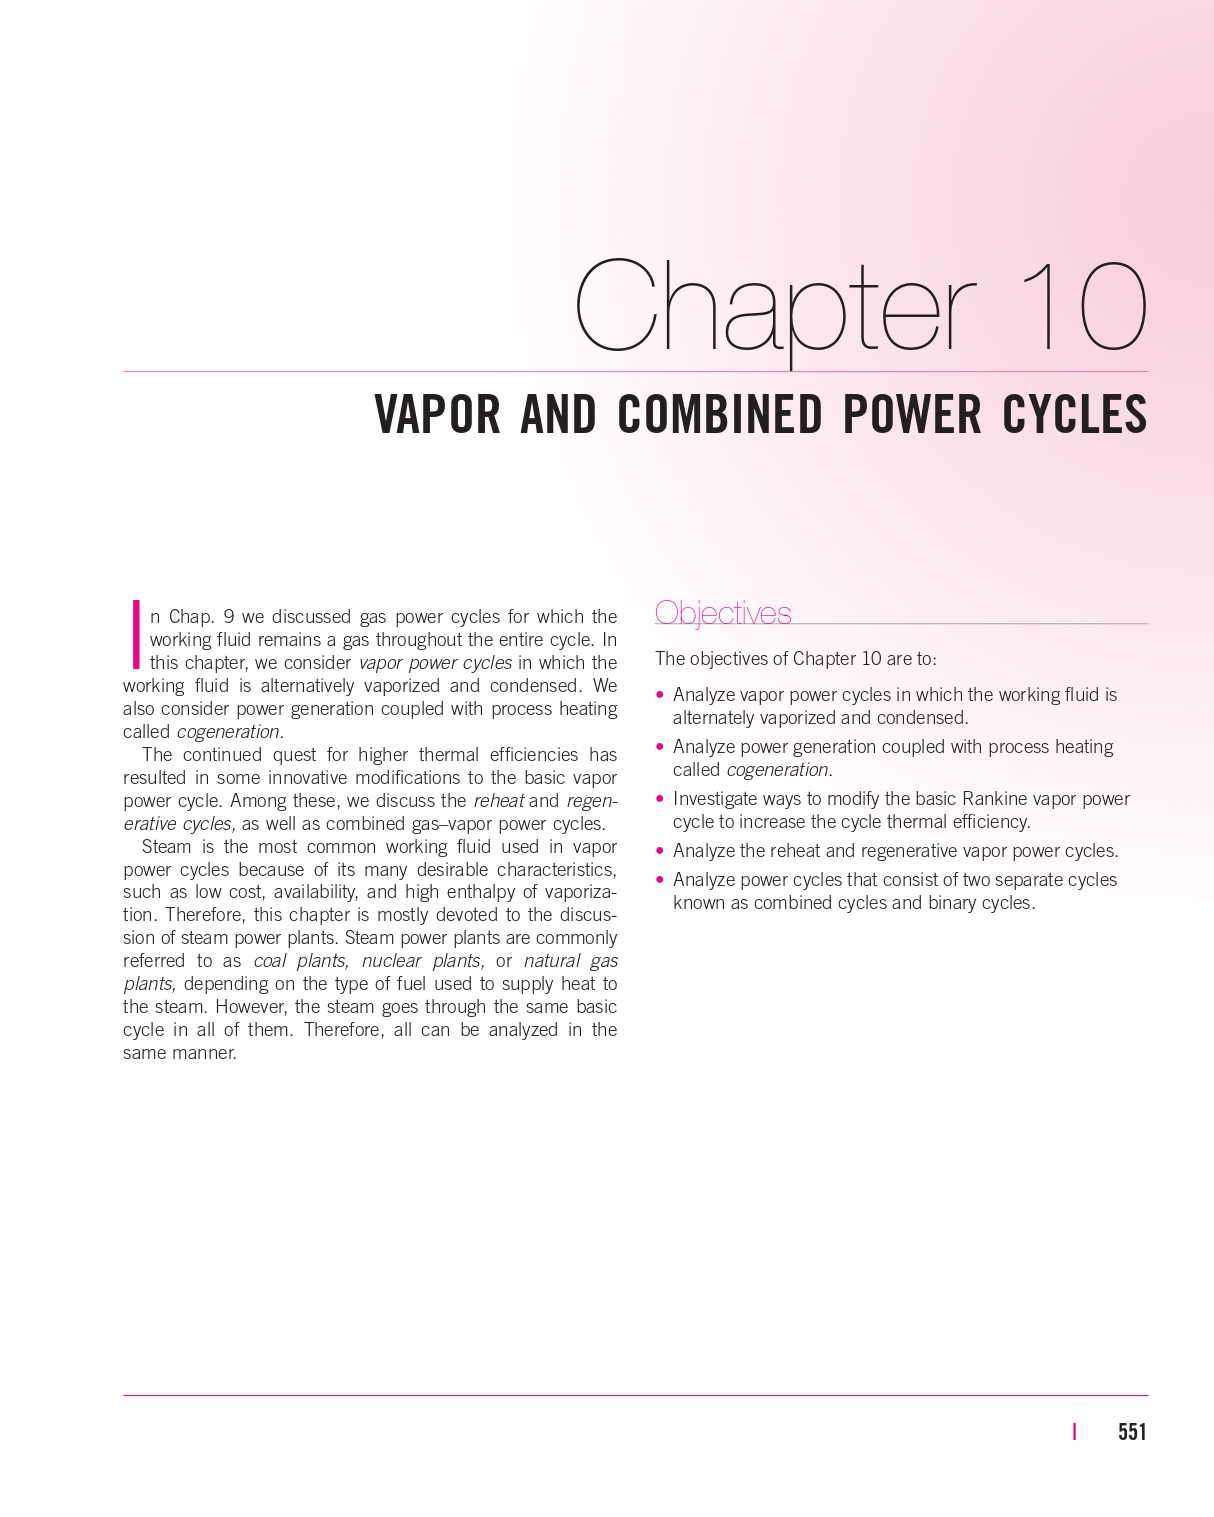 Chapter 10
VAPOR AND COMBINED POWER CYCLES
In Chap. 9 we discussed gas power cycles for which the
working fluid remains a gas throughout the entire cycle. In
this chapter, we consider vapor power cycles in which the
working fluid is alternatively vaporized and condensed. We
also consider power generation coupled with process heating
called cogeneration.
The continued quest for higher thermal efficiencies has
resulted in some innovative modifications to the basic vapor
power cycle. Among these, we discuss the reheat and regen-
erative cycles, as well as combined gas–vapor power cycles.
Steam is the most common working fluid used in vapor
power cycles because of its many desirable characteristics,
such as low cost, availability, and high enthalpy of vaporiza-
tion. Therefore, this chapter is mostly devoted to the discus-
sion of steam power plants. Steam power plants are commonly
referred to as coal plants, nuclear plants, or natural gas
plants, depending on the type of fuel used to supply heat to
the steam. However, the steam goes through the same basic
cycle in all of them. Therefore, all can be analyzed in the
same manner.
Objectives
The objectives of Chapter 10 are to:
• Analyze vapor power cycles in which the working fluid is
alternately vaporized and condensed.
• Analyze power generation coupled with process heating
called cogeneration.
• Investigate ways to modify the basic Rankine vapor power
cycle to increase the cycle thermal efficiency.
• Analyze the reheat and regenerative vapor power cycles.
• Analyze power cycles that consist of two separate cycles
known as combined cycles and binary cycles.
| 551